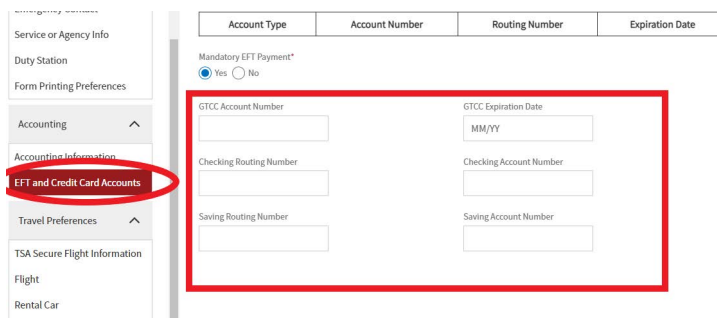 Emergency Contact
Service or Agency Info
Duty Station
Form Printing Preferences
Accounting
Accounting Information
EFT and Credit Card Accounts
Travel Preferences
TSA Secure Flight Information
Flight
Rental Car
Account Type Account Number Routing Number Expiration Date
Mandatory EFT Payment*
Yes No
GTCC Account Number GTCC Expiration Date
MM/YY
Checking Routing Number Checking Account Number
Saving Routing Number Saving Account Number